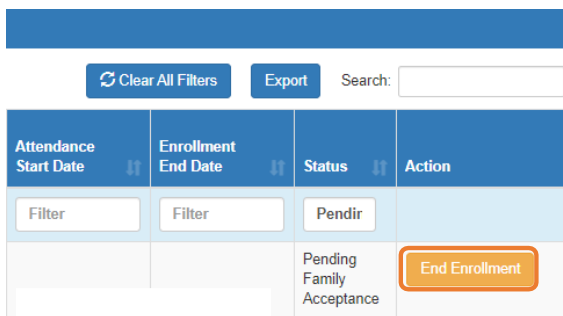 Clear All Filters Export Search:
Attendance Start Date Enrollment End Date Status Action
Filter Filter Pendir
Pending Family Acceptance End Enrollment